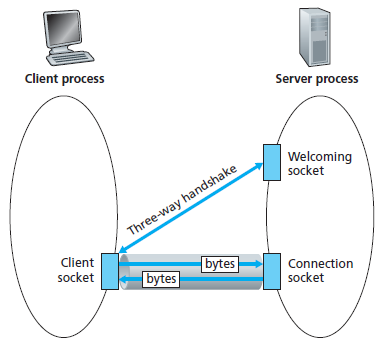 Client process
Server process
Three-way handshake
Welcoming
socket
Client
socket
bytes
bytes
Connection
socket